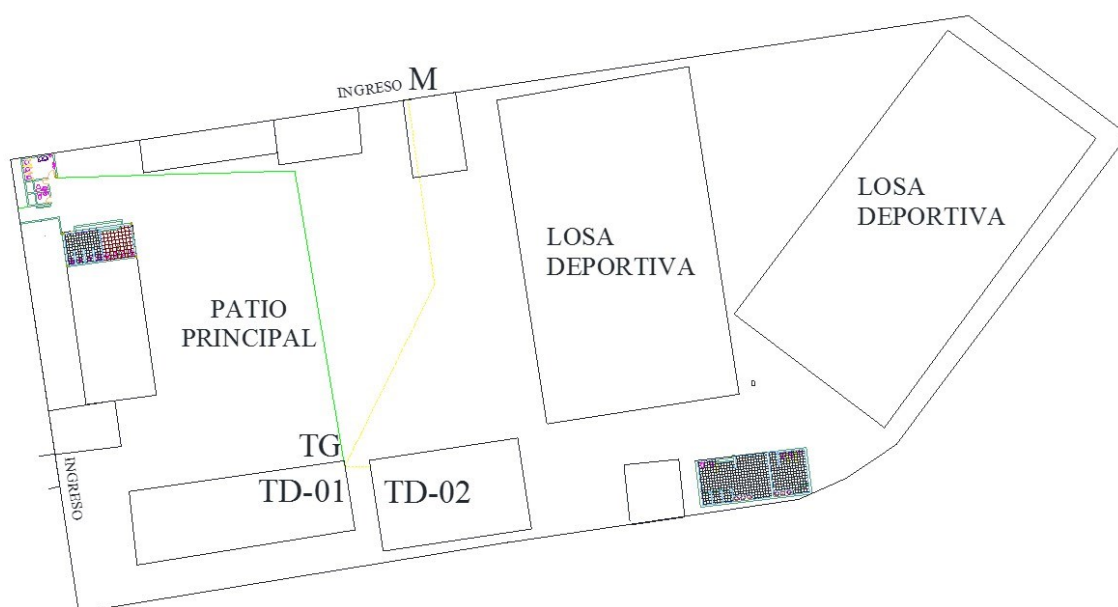 INGRESO M
LOSA
DEPORTIVA
LOSA
DEPORTIVA
PATIO
PRINCIPAL
TG
TD-01
TD-02
INGRESO